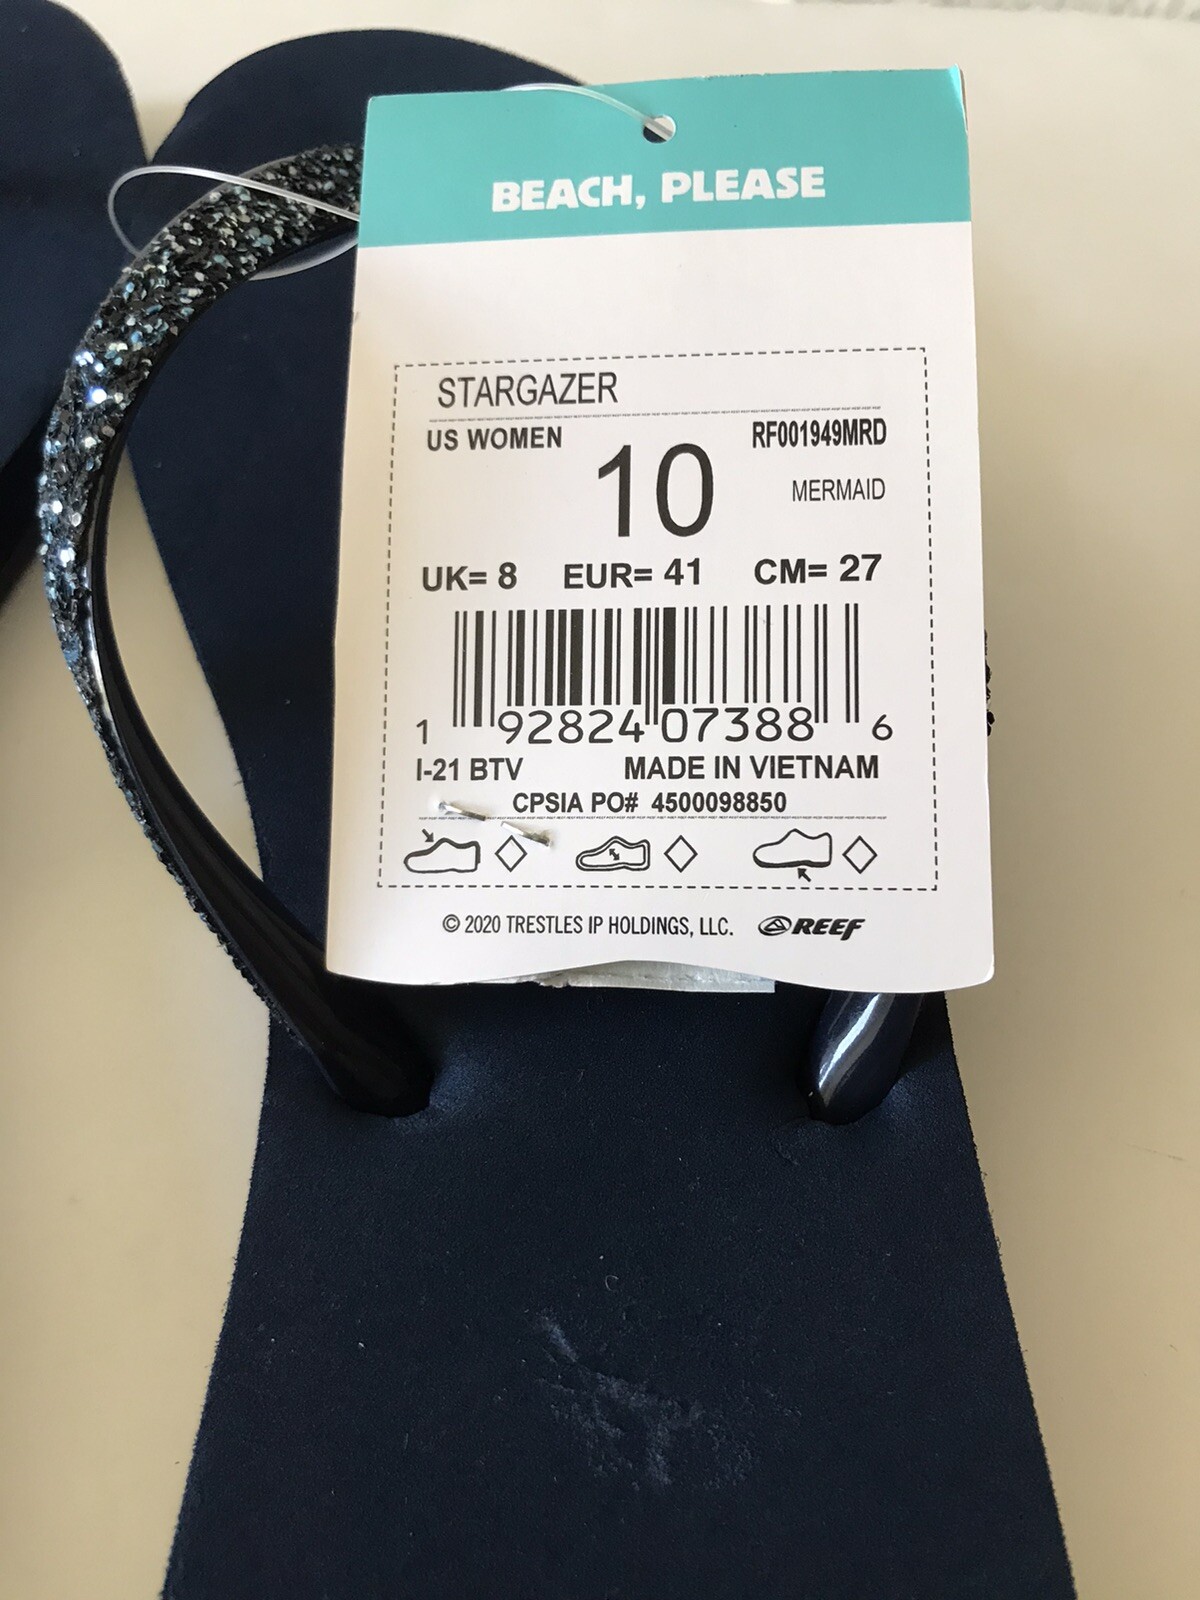 BEACH, PLEASE
STARGAZER
US WOMEN
10
RF001949MRD
MERMAID
UK= 8 EUR= 41 CM= 27
1 92824 07388 6
I-21 BTV MADE IN VIETNAM
CPSIA PO# 4500098850
© 2020 TRESTLES IP HOLDINGS, LLC. REEF